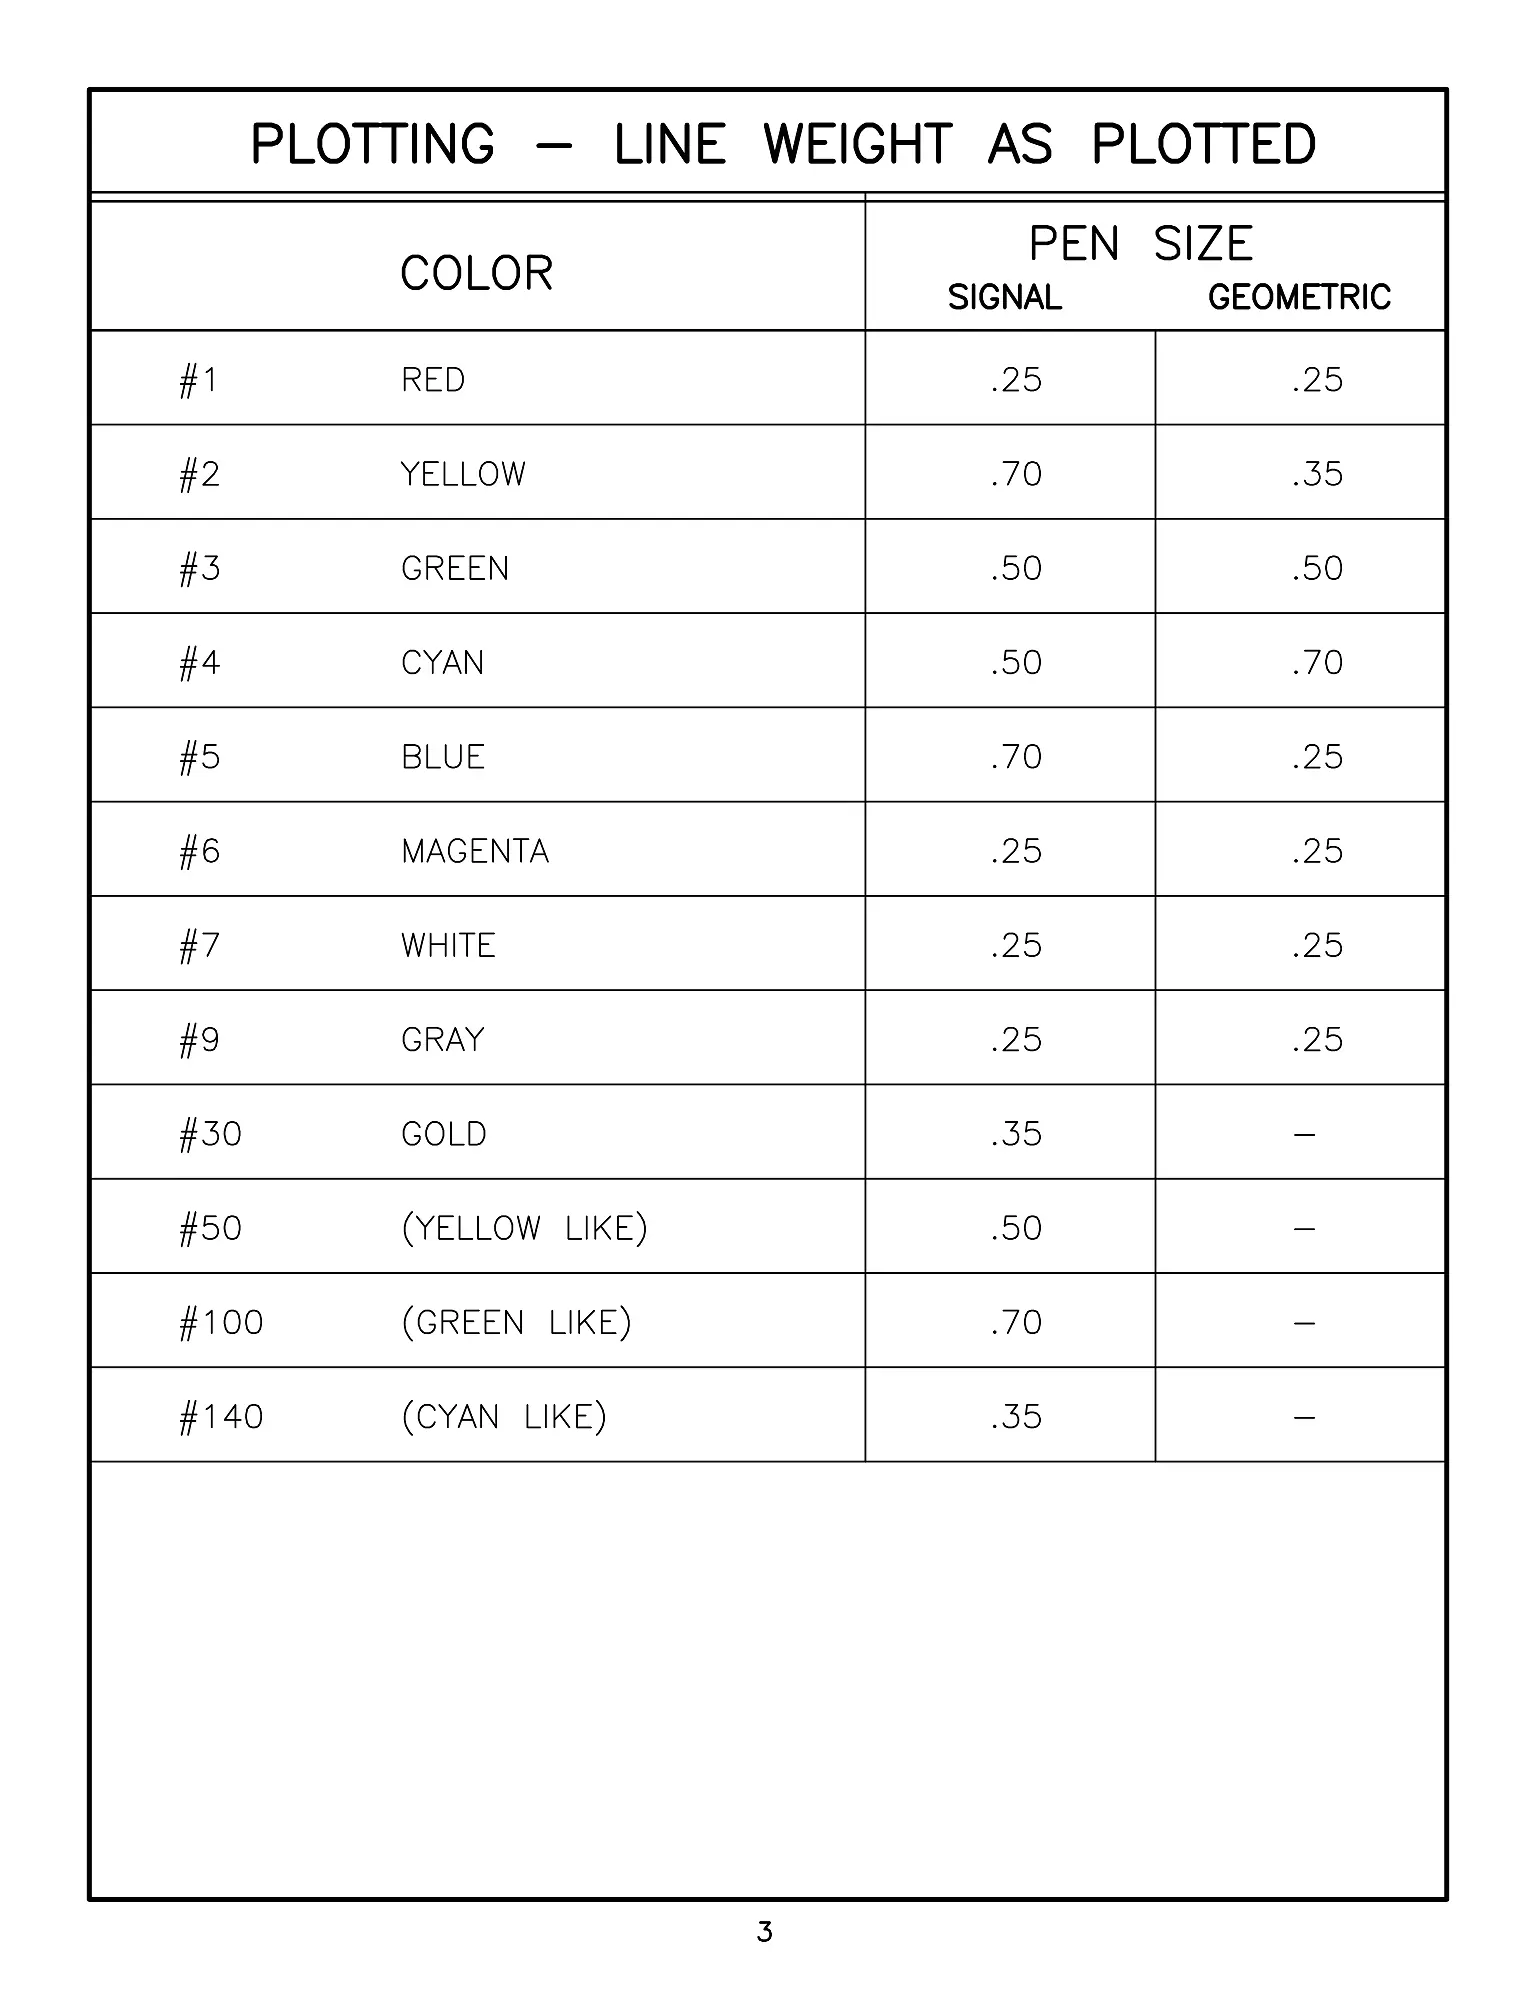 PLOTTING – LINE WEIGHT AS PLOTTED
COLOR PEN SIZE
SIGNAL GEOMETRIC
#1 RED .25 .25
#2 YELLOW .70 .35
#3 GREEN .50 .50
#4 CYAN .50 .70
#5 BLUE .70 .25
#6 MAGENTA .25 .25
#7 WHITE .25 .25
#9 GRAY .25 .25
#30 GOLD .35 –
#50 (YELLOW LIKE) .50 –
#100 (GREEN LIKE) .70 –
#140 (CYAN LIKE) .35 –
3